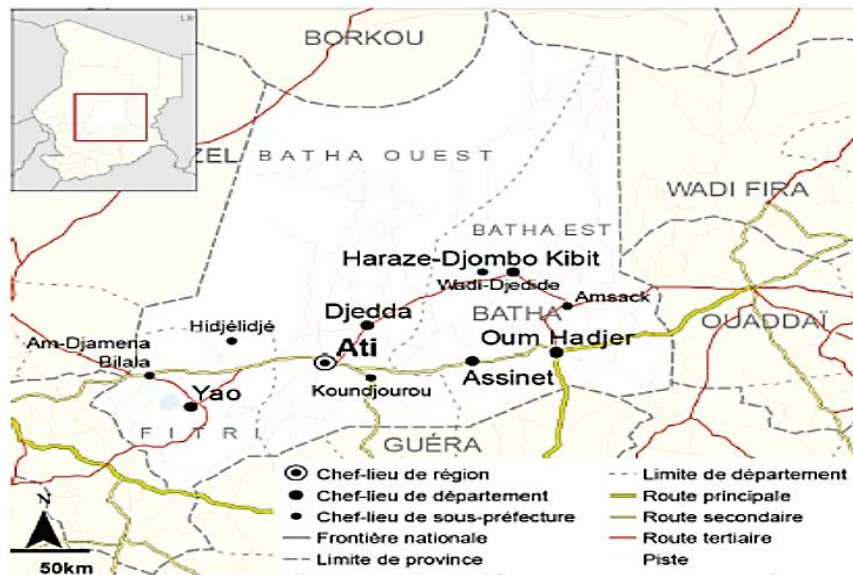 BORKOU
ZEL
BATHA OUEST
WADI FIRA
BATHA EST
Haraze-Djombo Kibit
Wadi-Djedide
Amsack
BATHA
Djedda
Hidjélidjé
OUADDAÏ
Am-Djamena
Bilala
Ati
Oum Hadjer
Koundjourou
Assinet
Yao
FITRI
GUÉRA
Chef-lieu de région
Chef-lieu de département
Chef-lieu de sous-préfecture
Frontière nationale
Limite de province
Limite de département
Route principale
Route secondaire
Route tertiaire
Piste
N
50km